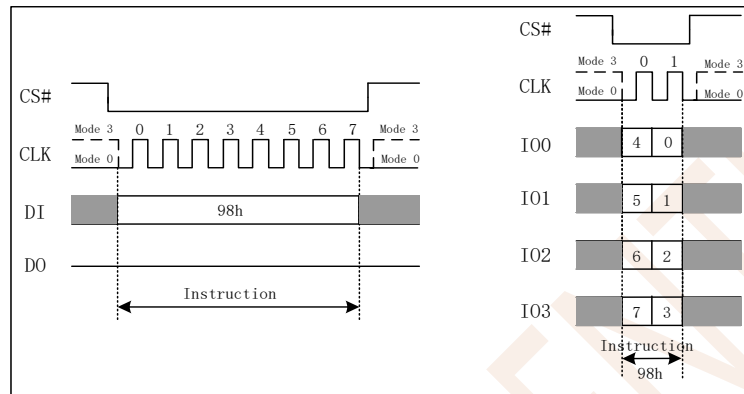 CS#
Mode 3 0 1 2 3 4 5 6 7 Mode 3
CLK
Mode 0 Mode 0
DI 98h
DO
Instruction
CS#
Mode 3 0 1 Mode 3
CLK
Mode 0 Mode 0
IO0 4 0
IO1 5 1
IO2 6 2
IO3 7 3
Instruction
98h